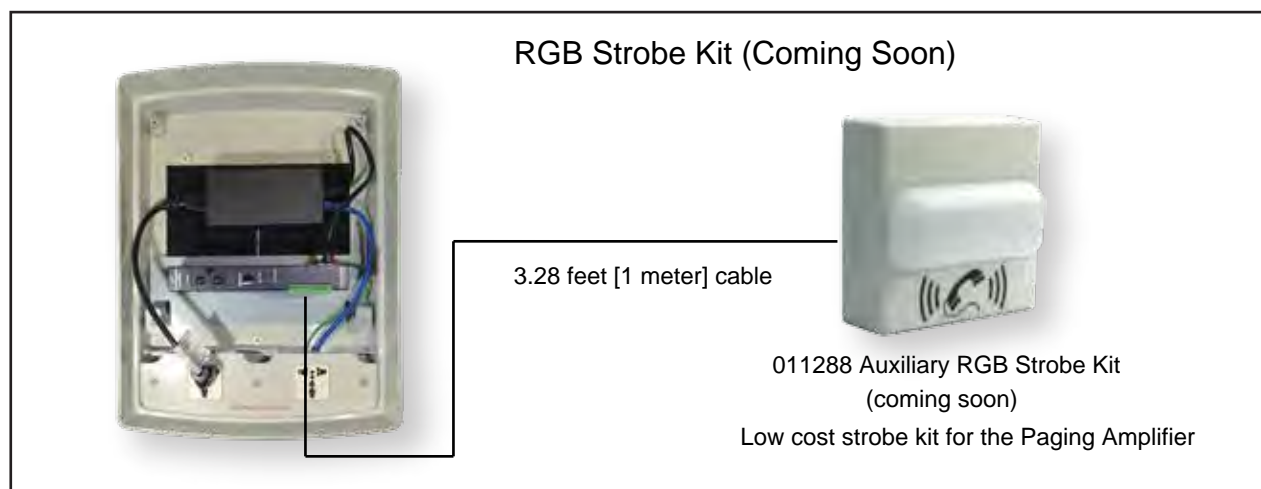 RGB Strobe Kit (Coming Soon)
3.28 feet [1 meter] cable
011288 Auxiliary RGB Strobe Kit
(coming soon)
Low cost strobe kit for the Paging Amplifier